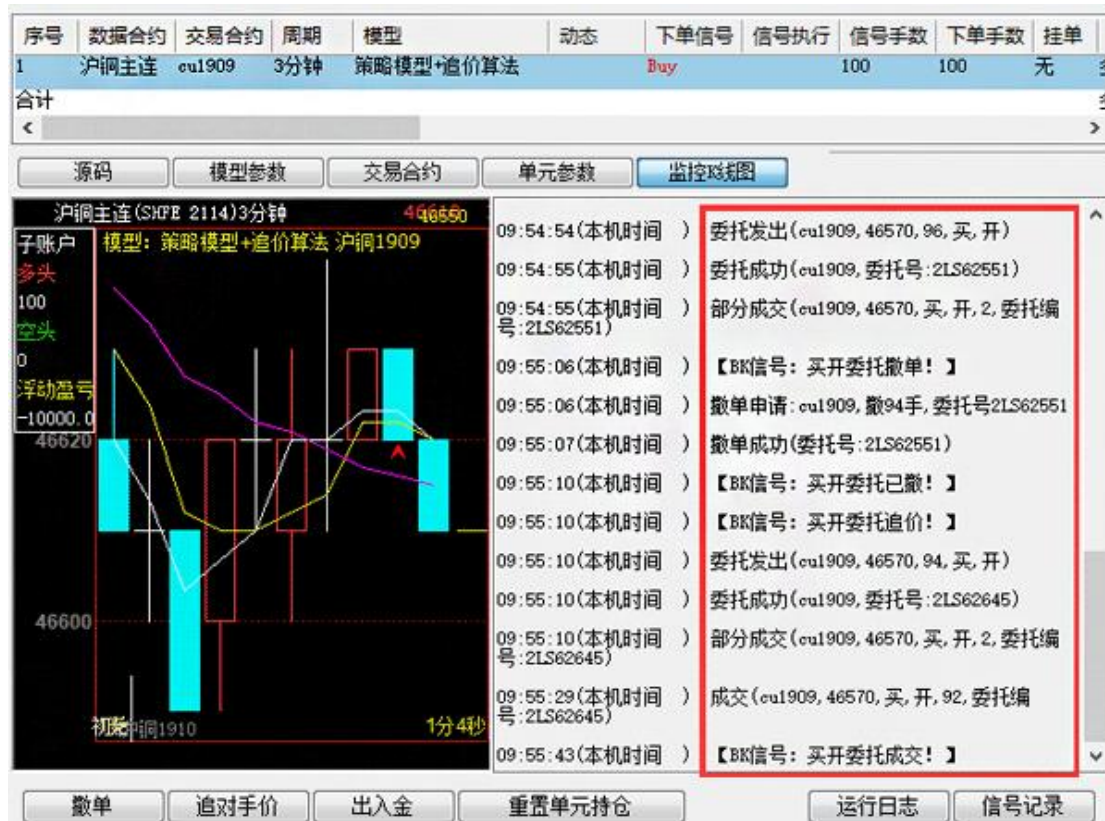 序号 数据合约 交易合约 周期 模型 动态 下单信号 信号执行 信号手数 下单手数 挂单
1 沪铜主连 cu1909 3分钟 策略模型+追价算法 Buy 100 100 无
合计
源码 模型参数 交易合约 单元参数 监控K线图
沪铜主连(SHFE 2114)3分钟 46550
子账户 模型: 策略模型+追价算法 沪铜1909
多头
100
空头
0
浮动盈亏
-10000.0
46620
46600
沪铜1910 1分4秒
09:54:54(本机时间 ) 委托发出(cu1909,46570,96,买,开)
09:54:55(本机时间 ) 委托成功(cu1909,委托号:2LS62551)
09:54:55(本机时间 ) 部分成交(cu1909,46570,买,开,2,委托编
号:2LS62551)
09:55:06(本机时间 ) 【BK信号: 买开委托撤单! 】
09:55:06(本机时间 ) 撤单申请:cu1909,撤94手,委托号2LS62551
09:55:07(本机时间 ) 撤单成功(委托号:2LS62551)
09:55:10(本机时间 ) 【BK信号: 买开委托已撤! 】
09:55:10(本机时间 ) 【BK信号: 买开委托追价! 】
09:55:10(本机时间 ) 委托发出(cu1909,46570,94,买,开)
09:55:10(本机时间 ) 委托成功(cu1909,委托号:2LS62645)
09:55:10(本机时间 ) 部分成交(cu1909,46570,买,开,2,委托编
号:2LS62645)
09:55:29(本机时间 ) 成交(cu1909,46570,买,开,92,委托编
号:2LS62645)
09:55:43(本机时间 ) 【BK信号: 买开委托成交! 】
撤单 追对手价 出入金 重置单元持仓 运行日志 信号记录